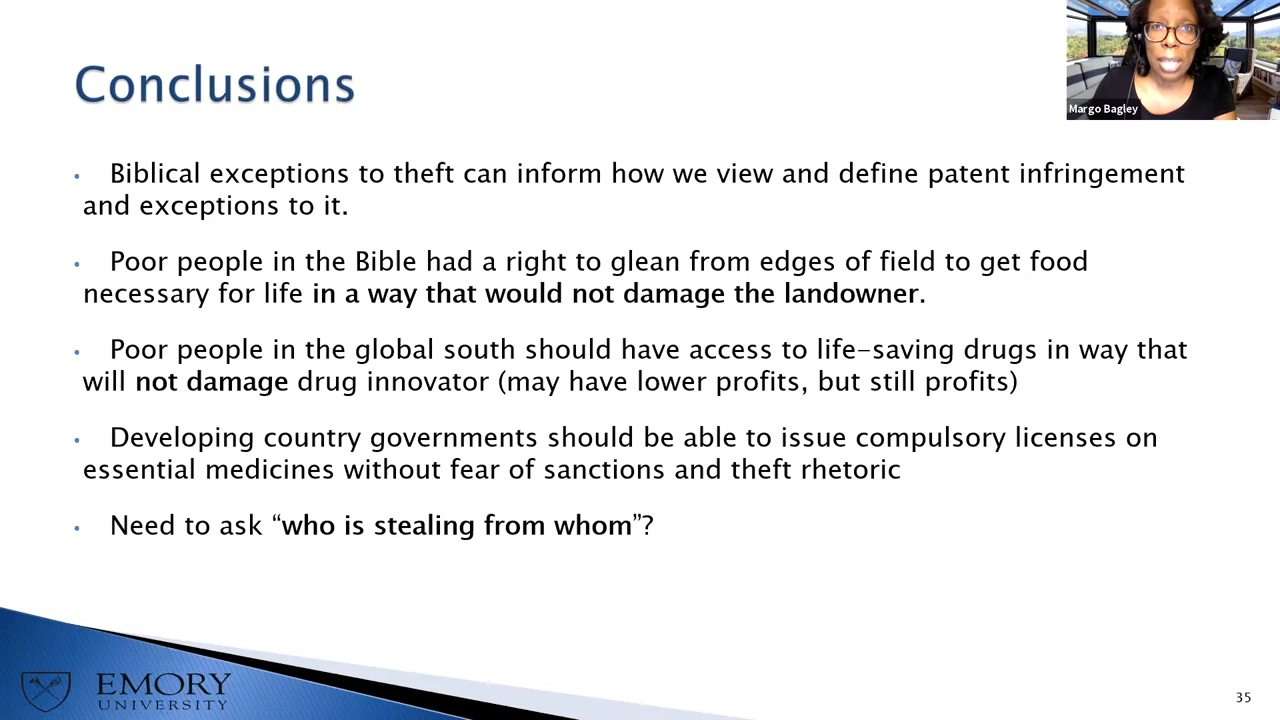 Conclusions
Margo Bagley
• Biblical exceptions to theft can inform how we view and define patent infringement
and exceptions to it.
• Poor people in the Bible had a right to glean from edges of field to get food
necessary for life in a way that would not damage the landowner.
• Poor people in the global south should have access to life-saving drugs in way that
will not damage drug innovator (may have lower profits, but still profits)
• Developing country governments should be able to issue compulsory licenses on
essential medicines without fear of sanctions and theft rhetoric
• Need to ask “who is stealing from whom”?
EMORY
UNIVERSITY
35